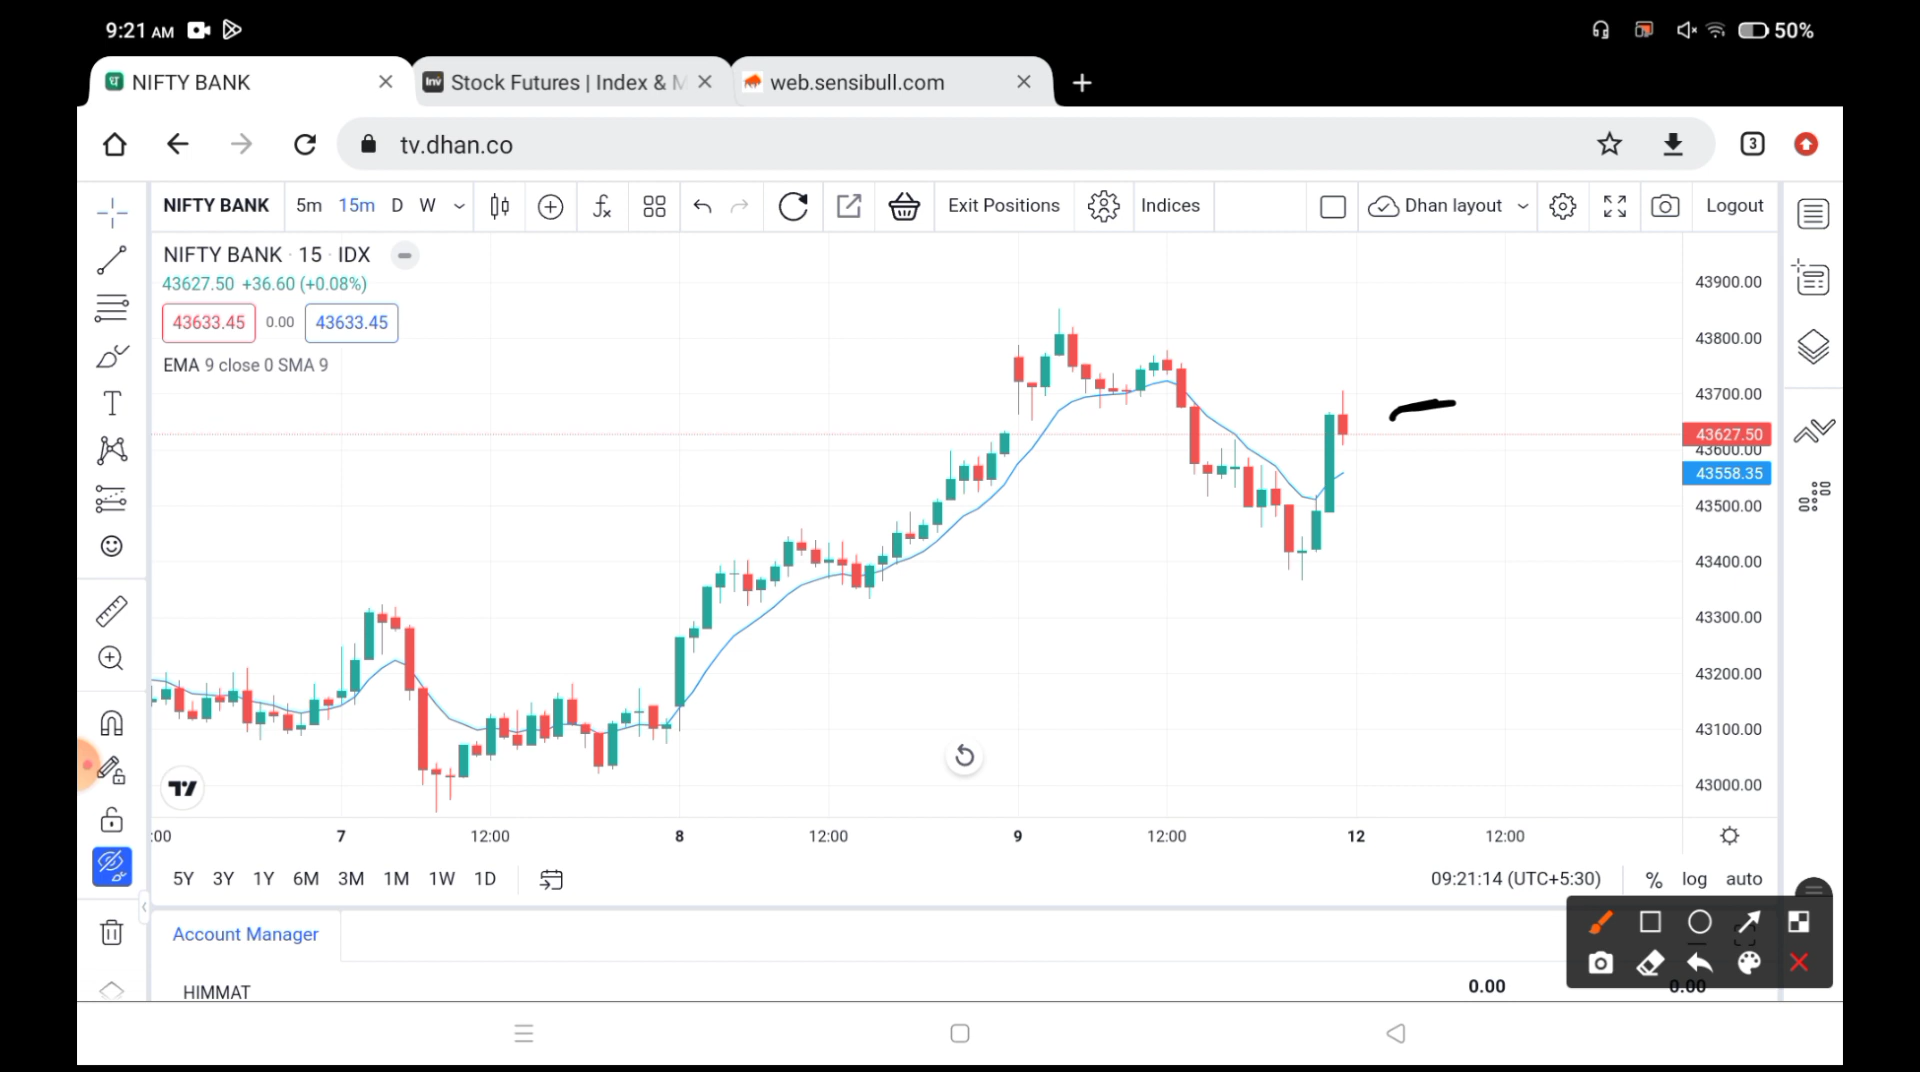 9:21 AM
50%
NIFTY BANK
Stock Futures | Index & M
web.sensibull.com
tv.dhan.co
3
NIFTY BANK 5m 15m D W Exit Positions Indices Dhan layout Logout
NIFTY BANK · 15 · IDX
43627.50 +36.60 (+0.08%)
43633.45 0.00 43633.45
EMA 9 close 0 SMA 9
43900.00
43800.00
43700.00
43627.50
43600.00
43558.35
43500.00
43400.00
43300.00
43200.00
43100.00
43000.00
:00 7 12:00 8 12:00 9 12:00 12 12:00
5Y 3Y 1Y 6M 3M 1M 1W 1D 09:21:14 (UTC+5:30) % log auto
Account Manager
HIMMAT 0.00 0.00